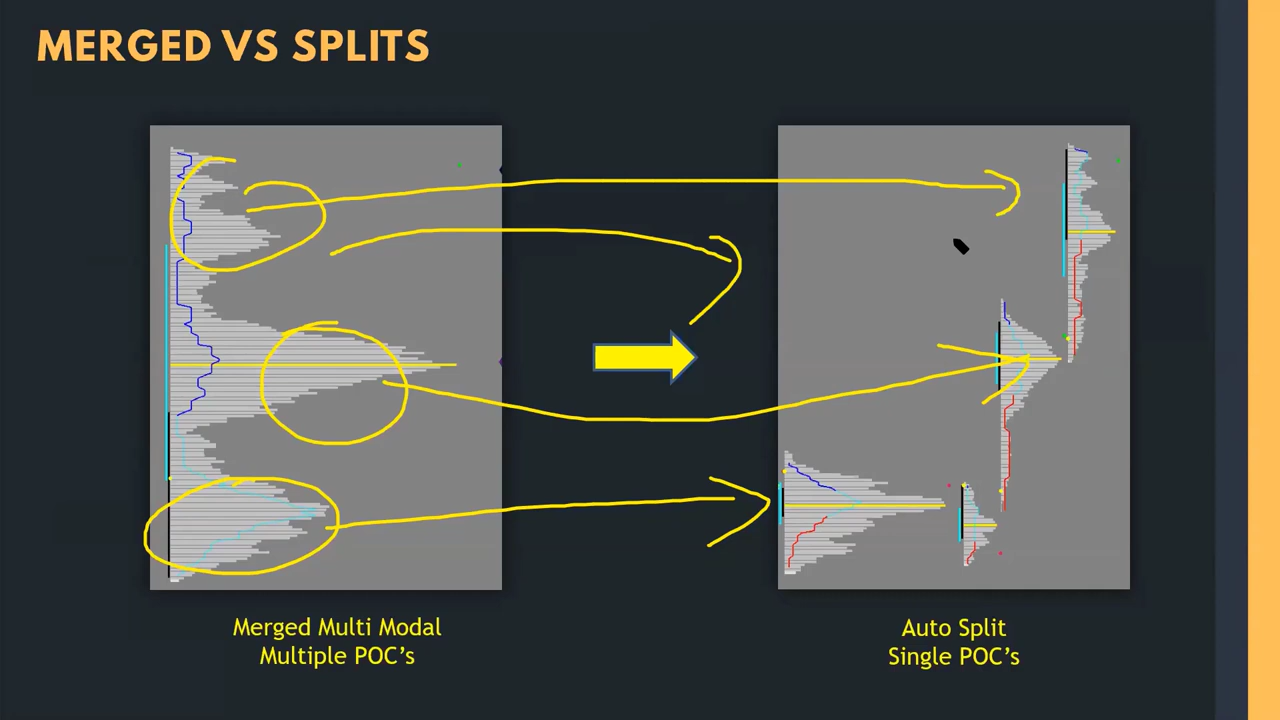 MERGED VS SPLITS
Merged Multi Modal
Multiple POC's
Auto Split
Single POC's